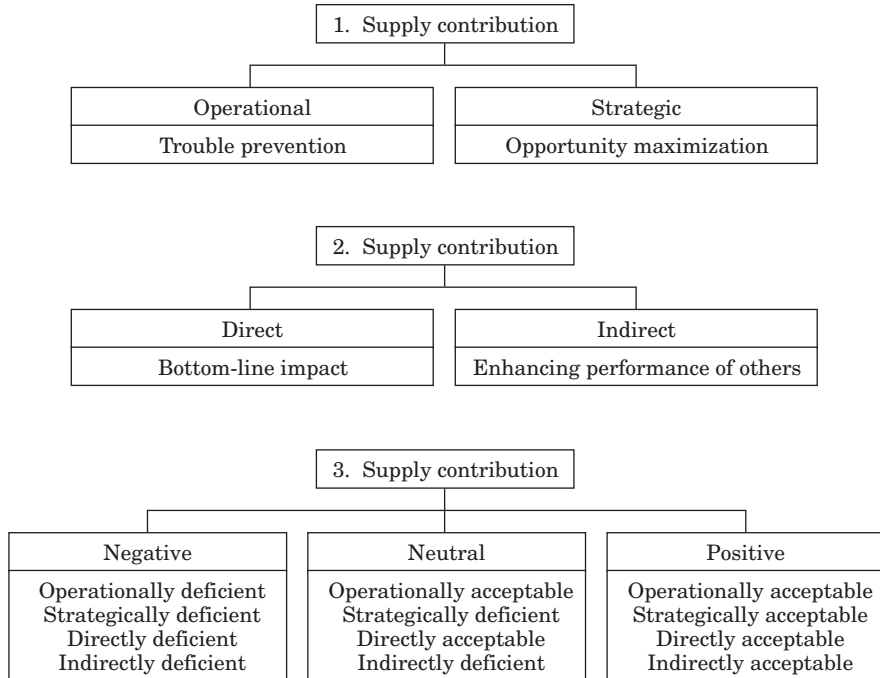 1. Supply contribution
Operational
Trouble prevention
Strategic
Opportunity maximization
2. Supply contribution
Direct
Bottom-line impact
Indirect
Enhancing performance of others
3. Supply contribution
Negative
Operationally deficient
Strategically deficient
Directly deficient
Indirectly deficient
Neutral
Operationally acceptable
Strategically deficient
Directly acceptable
Indirectly deficient
Positive
Operationally acceptable
Strategically acceptable
Directly acceptable
Indirectly acceptable